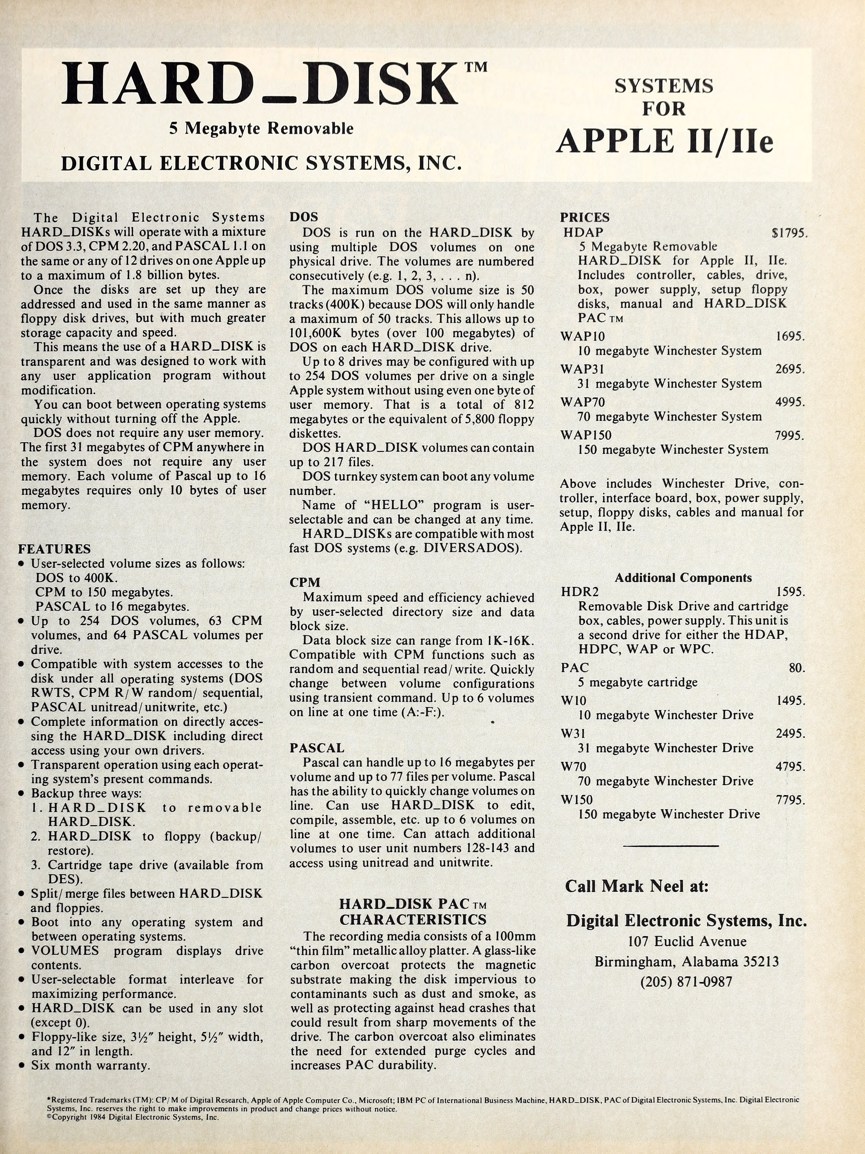 HARD_DISK™
5 Megabyte Removable
DIGITAL ELECTRONIC SYSTEMS, INC.
SYSTEMS
FOR
APPLE II/IIe
The Digital Electronic Systems
HARD_DISKs will operate with a mixture
of DOS 3.3, CPM 2.20, and PASCAL 1.1 on
the same or any of 12 drives on one Apple up
to a maximum of 1.8 billion bytes.
Once the disks are set up they are
addressed and used in the same manner as
floppy disk drives, but with much greater
storage capacity and speed.
This means the use of a HARD_DISK is
transparent and was designed to work with
any user application program without
modification.
You can boot between operating systems
quickly without turning off the Apple.
DOS does not require any user memory.
The first 31 megabytes of CPM anywhere in
the system does not require any user
memory. Each volume of Pascal up to 16
megabytes requires only 10 bytes of user
memory.
FEATURES
• User-selected volume sizes as follows:
DOS to 400K.
CPM to 150 megabytes.
PASCAL to 16 megabytes.
• Up to 254 DOS volumes, 63 CPM
volumes, and 64 PASCAL volumes per
drive.
• Compatible with system accesses to the
disk under all operating systems (DOS
RWTS, CPM R/W random/ sequential,
PASCAL unitread/unitwrite, etc.)
• Complete information on directly acces-
sing the HARD_DISK including direct
access using your own drivers.
• Transparent operation using each operat-
ing system's present commands.
• Backup three ways:
1. HARD_DISK to removable
HARD_DISK.
2. HARD_DISK to floppy (backup/
restore).
3. Cartridge tape drive (available from
DES).
• Split/merge files between HARD_DISK
and floppies.
• Boot into any operating system and
between operating systems.
• VOLUMES program displays drive
contents.
• User-selectable format interleave for
maximizing performance.
• HARD_DISK can be used in any slot
(except 0).
• Floppy-like size, 3½″ height, 5½″ width,
and 12″ in length.
• Six month warranty.
DOS
DOS is run on the HARD_DISK by
using multiple DOS volumes on one
physical drive. The volumes are numbered
consecutively (e.g. 1, 2, 3, . . . n).
The maximum DOS volume size is 50
tracks (400K) because DOS will only handle
a maximum of 50 tracks. This allows up to
101,600K bytes (over 100 megabytes) of
DOS on each HARD_DISK drive.
Up to 8 drives may be configured with up
to 254 DOS volumes per drive on a single
Apple system without using even one byte of
user memory. That is a total of 812
megabytes or the equivalent of 5,800 floppy
diskettes.
DOS HARD_DISK volumes can contain
up to 217 files.
DOS turnkey system can boot any volume
number.
Name of “HELLO” program is user-
selectable and can be changed at any time.
HARD_DISKs are compatible with most
fast DOS systems (e.g. DIVERSADOS).
CPM
Maximum speed and efficiency achieved
by user-selected directory size and data
block size.
Data block size can range from 1K-16K.
Compatible with CPM functions such as
random and sequential read/write. Quickly
change between volume configurations
using transient command. Up to 6 volumes
on line at one time (A:-F:).
PASCAL
Pascal can handle up to 16 megabytes per
volume and up to 77 files per volume. Pascal
has the ability to quickly change volumes on
line. Can use HARD_DISK to edit,
compile, assemble, etc. up to 6 volumes on
line at one time. Can attach additional
volumes to user unit numbers 128-143 and
access using unitread and unitwrite.
HARD_DISK PAC TM
CHARACTERISTICS
The recording media consists of a 100mm
“thin film” metallic alloy platter. A glass-like
carbon overcoat protects the magnetic
substrate making the disk impervious to
contaminants such as dust and smoke, as
well as protecting against head crashes that
could result from sharp movements of the
drive. The carbon overcoat also eliminates
the need for extended purge cycles and
increases PAC durability.
PRICES
HDAP $1795.
5 Megabyte Removable
HARD_DISK for Apple II, IIe.
Includes controller, cables, drive,
box, power supply, setup floppy
disks, manual and HARD_DISK
PAC TM
WAP10 1695.
10 megabyte Winchester System
WAP31 2695.
31 megabyte Winchester System
WAP70 4995.
70 megabyte Winchester System
WAP150 7995.
150 megabyte Winchester System
Above includes Winchester Drive, con-
troller, interface board, box, power supply,
setup, floppy disks, cables and manual for
Apple II, IIe.
Additional Components
HDR2 1595.
Removable Disk Drive and cartridge
box, cables, power supply. This unit is
a second drive for either the HDAP,
HDPC, WAP or WPC.
PAC 80.
5 megabyte cartridge
W10 1495.
10 megabyte Winchester Drive
W31 2495.
31 megabyte Winchester Drive
W70 4795.
70 megabyte Winchester Drive
W150 7795.
150 megabyte Winchester Drive
Call Mark Neel at:
Digital Electronic Systems, Inc.
107 Euclid Avenue
Birmingham, Alabama 35213
(205) 871-0987
*Registered Trademarks (TM): CP/M of Digital Research, Apple of Apple Computer Co., Microsoft; IBM PC of International Business Machine, HARD_DISK, PAC of Digital Electronic Systems, Inc. Digital Electronic
Systems, Inc. reserves the right to make improvements in product and change prices without notice.
©Copyright 1984 Digital Electronic Systems, Inc.